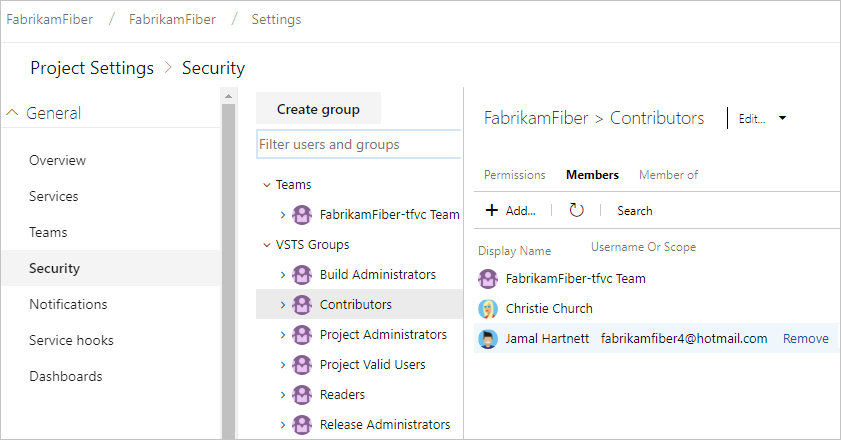 FabrikamFiber / FabrikamFiber / Settings
Project Settings > Security
General
Overview
Services
Teams
Security
Notifications
Service hooks
Dashboards
Create group
Filter users and groups
Teams
FabrikamFiber-tfvc Team
VSTS Groups
Build Administrators
Contributors
Project Administrators
Project Valid Users
Readers
Release Administrators
FabrikamFiber > Contributors | Edit...
Permissions Members Member of
+ Add... Search
Display Name Username Or Scope
FabrikamFiber-tfvc Team
Christie Church
Jamal Hartnett fabrikamfiber4@hotmail.com Remove